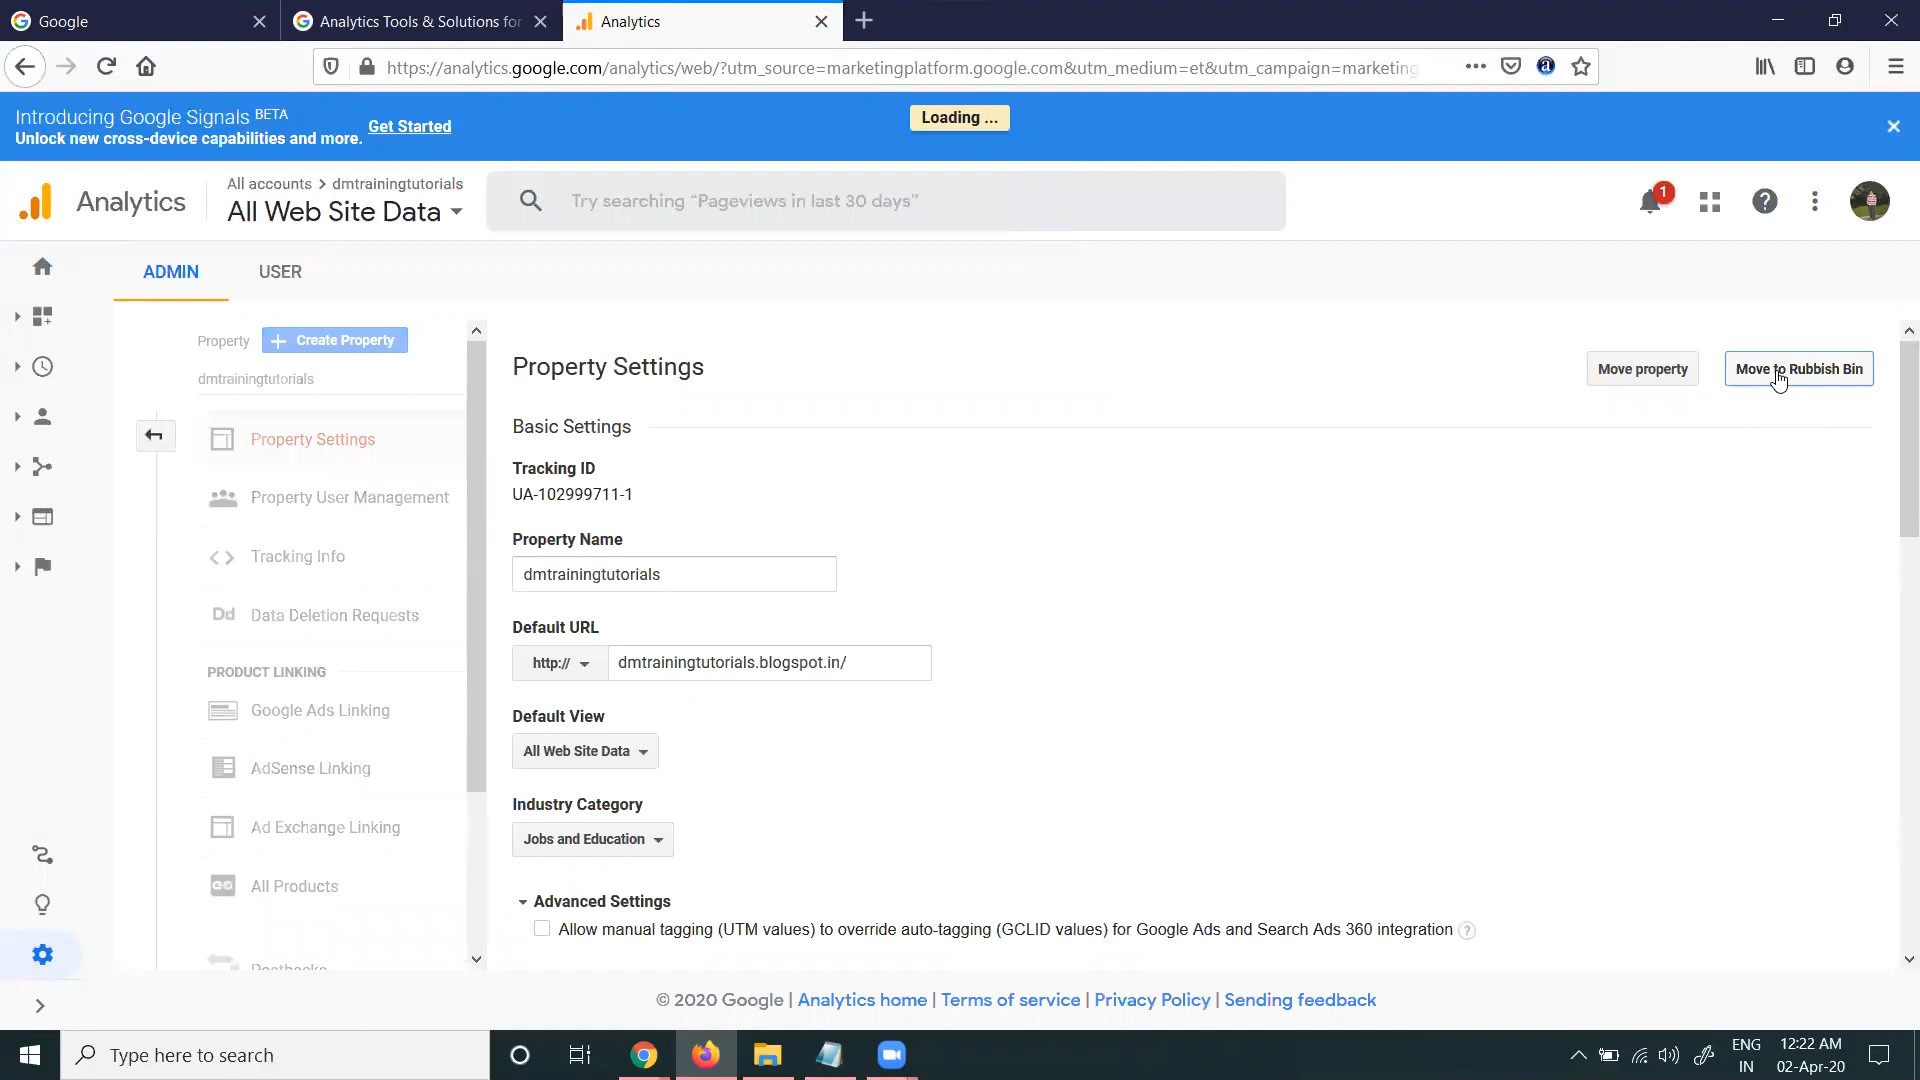 Google
Analytics Tools & Solutions for
Analytics
https://analytics.google.com/analytics/web/?utm_source=marketingplatform.google.com&utm_medium=et&utm_campaign=marketing
Introducing Google Signals BETA
Unlock new cross-device capabilities and more.
Get Started
Loading ...
Analytics
All accounts > dmtrainingtutorials
All Web Site Data
Try searching “Pageviews in last 30 days”
1
ADMIN
USER
Property
+ Create Property
dmtrainingtutorials
Property Settings
Property User Management
Tracking Info
Dd Data Deletion Requests
PRODUCT LINKING
Google Ads Linking
AdSense Linking
Ad Exchange Linking
All Products
Postbacks
Property Settings
Move property
Move to Rubbish Bin
Basic Settings
Tracking ID
UA-102999711-1
Property Name
dmtrainingtutorials
Default URL
http://
dmtrainingtutorials.blogspot.in/
Default View
All Web Site Data
Industry Category
Jobs and Education
Advanced Settings
Allow manual tagging (UTM values) to override auto-tagging (GCLID values) for Google Ads and Search Ads 360 integration ?
© 2020 Google | Analytics home | Terms of service | Privacy Policy | Sending feedback
Type here to search
ENG
IN
12:22 AM
02-Apr-20